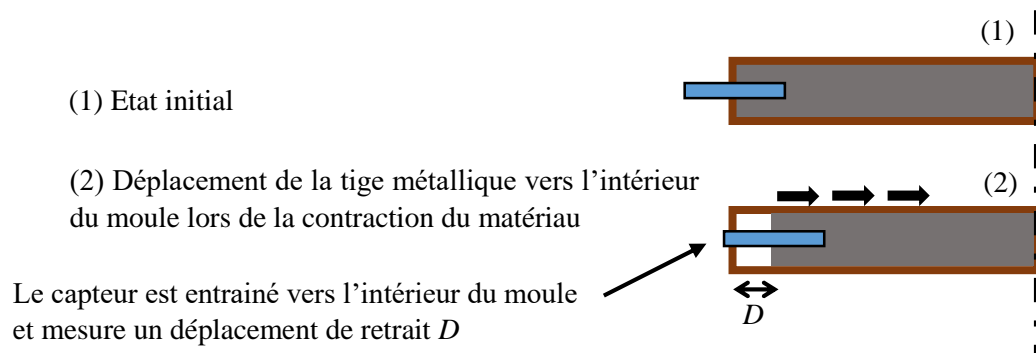 (1)
(1) Etat initial
(2) Déplacement de la tige métallique vers l’intérieur
du moule lors de la contraction du matériau
(2)
Le capteur est entrainé vers l’intérieur du moule
et mesure un déplacement de retrait D
D